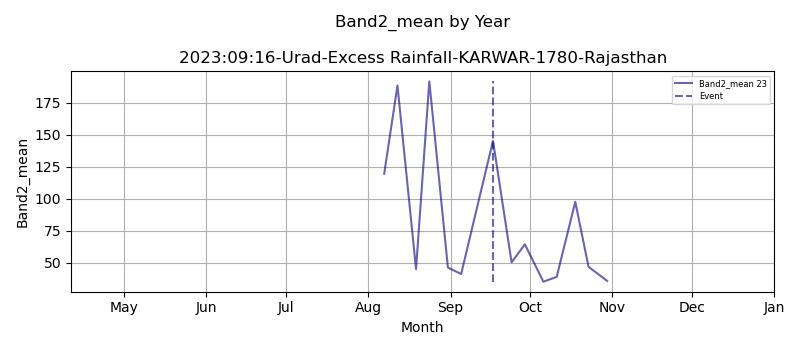 Band2_mean by Year
2023:09:16-Urad-Excess Rainfall-KARWAR-1780-Rajasthan
Band2_mean 23
Event
175
150
125
100
75
50
Band2_mean
May Jun Jul Aug Sep Oct Nov Dec Jan
Month